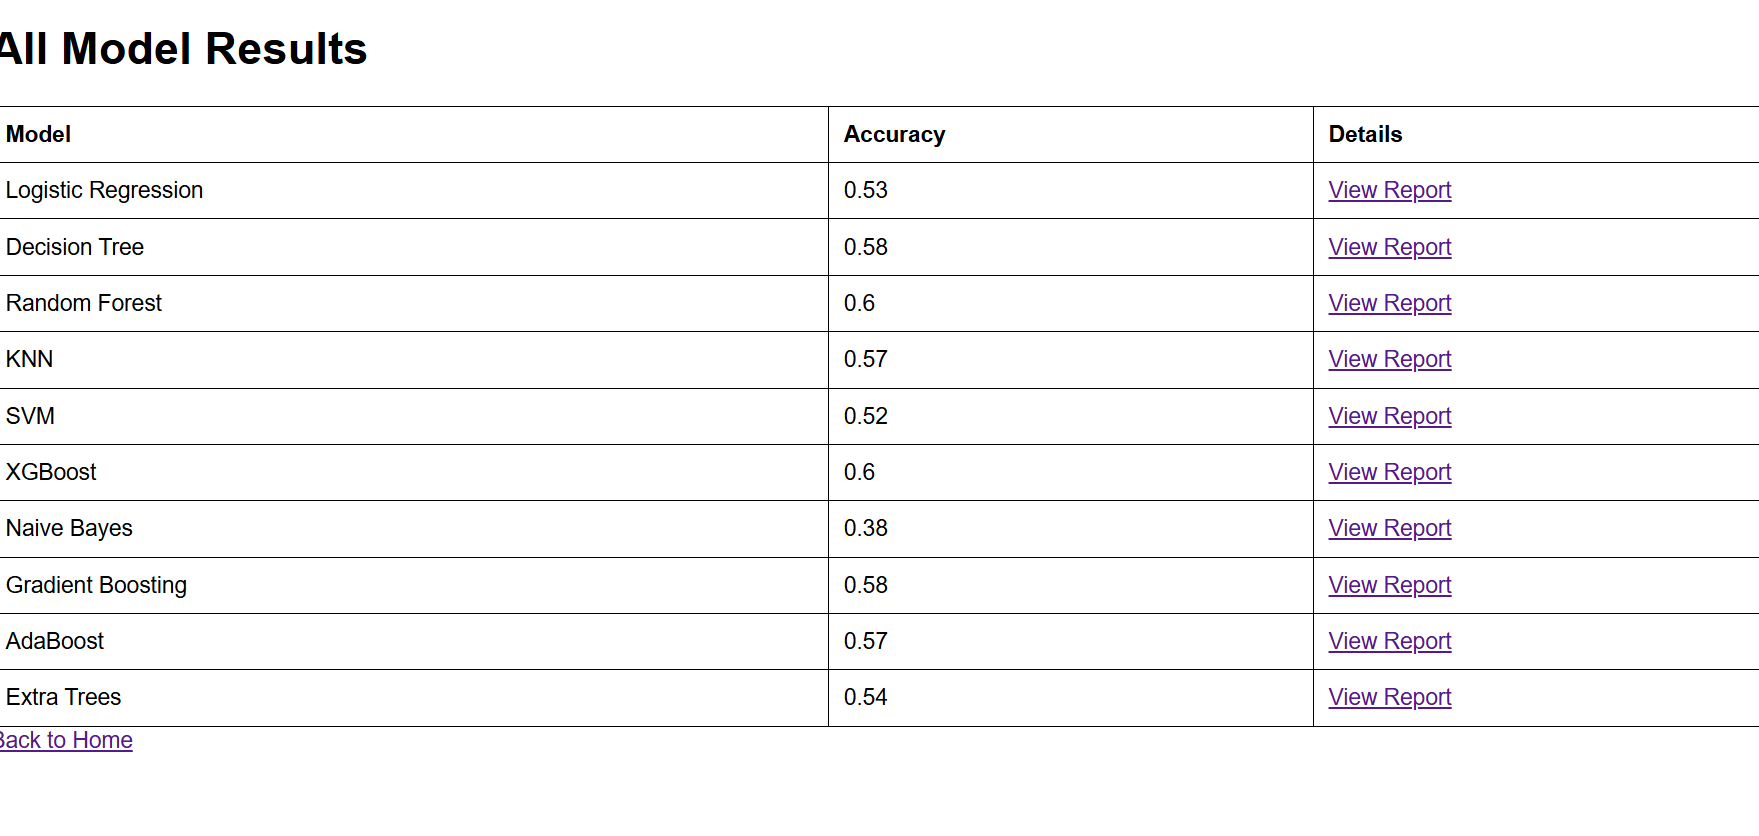 All Model Results
Model Accuracy Details
Logistic Regression 0.53 View Report
Decision Tree 0.58 View Report
Random Forest 0.6 View Report
KNN 0.57 View Report
SVM 0.52 View Report
XGBoost 0.6 View Report
Naive Bayes 0.38 View Report
Gradient Boosting 0.58 View Report
AdaBoost 0.57 View Report
Extra Trees 0.54 View Report
Back to Home